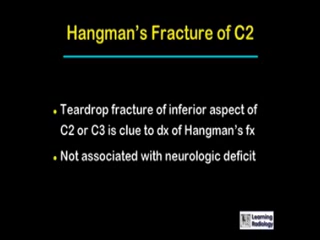 Hangman's Fracture of C2
Teardrop fracture of inferior aspect of
C2 or C3 is clue to dx of Hangman's fx
Not associated with neurologic deficit
Learning
Radiology